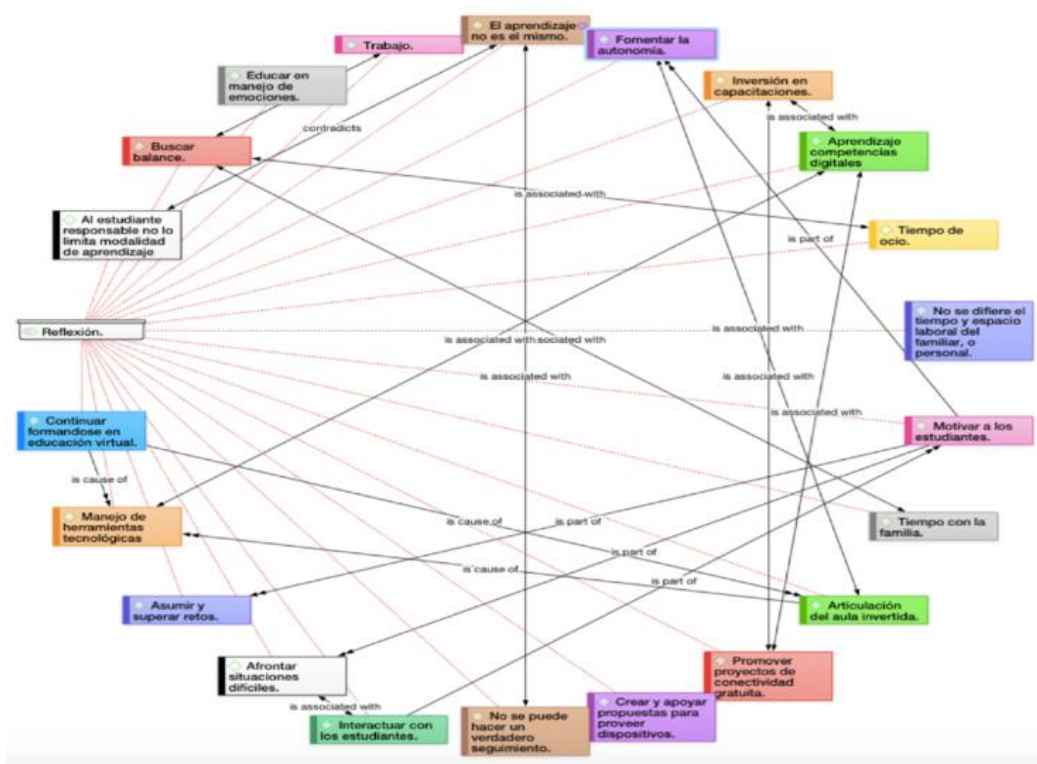 El aprendizaje
no es el mismo.
Fomentar la
autonomía.
Trabajo.
Inversión en
capacitaciones.
Educar en
manejo de
emociones.
is associated with
contradicts
Aprendizaje
competencias
digitales
Buscar
balance.
is associated with
Al estudiante
responsable no lo
limita modalidad
de aprendizaje
Tiempo de
ocio.
is part of
No se difiere el
tiempo y espacio
laboral del
familiar, o
personal.
Reflexión.
is associated with
is associated with
sociated with
is associated with
is associated with
is associated with
Continuar
formandose en
educación virtual.
Motivar a los
estudiantes.
is cause of
Manejo de
herramientas
tecnológicas
is cause of
is part of
Tiempo con la
familia.
is part of
is cause of
is part of
Asumir y
superar retos.
Articulación
del aula invertida.
Afrontar
situaciones
difíciles.
Promover
proyectos de
conectividad
gratuita.
is associated with
Interactuar con
los estudiantes.
No se puede
hacer un
verdadero
seguimiento.
Crear y apoyar
propuestas para
proveer
dispositivos.